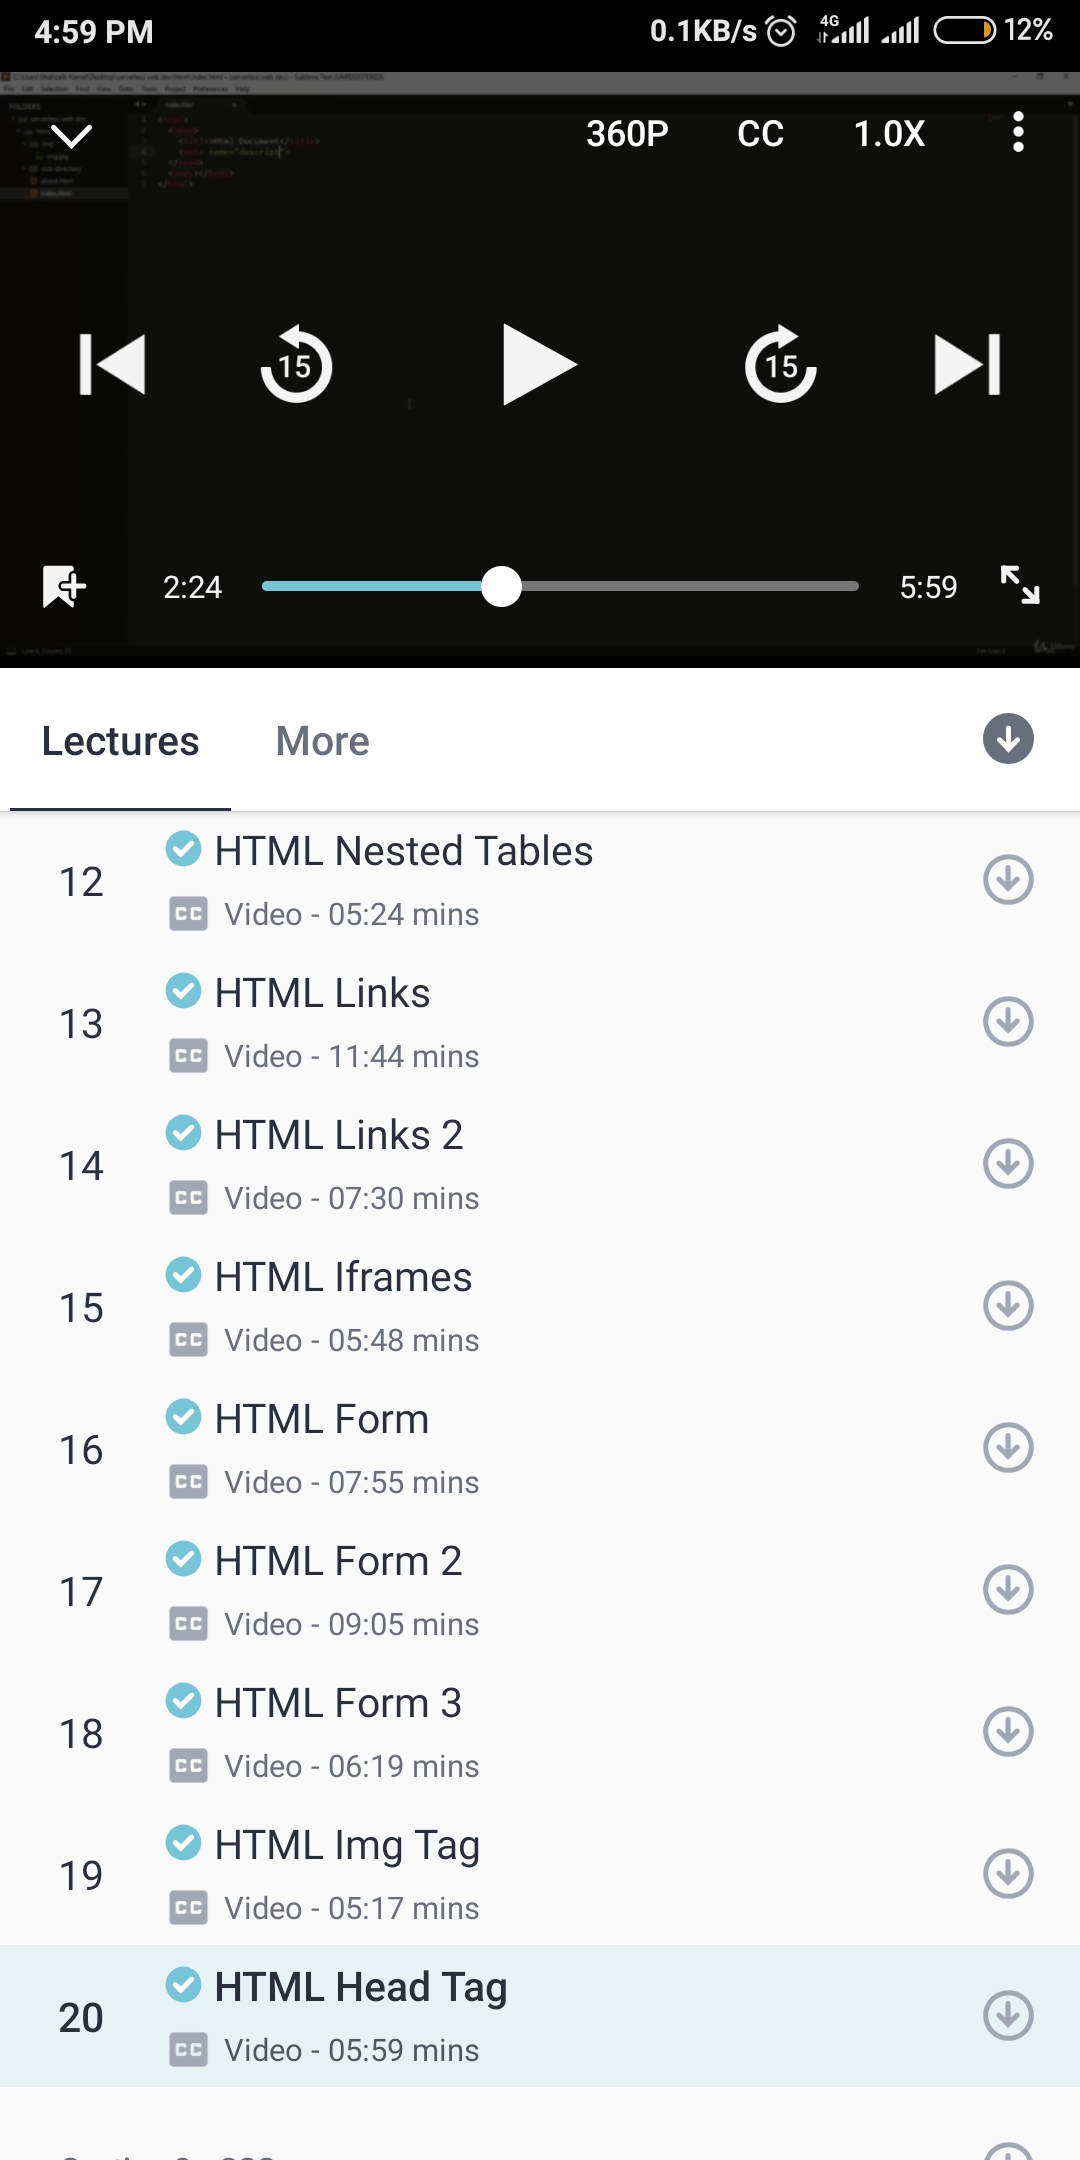 4:59 PM 0.1KB/s 4G 12%
360P CC 1.0X
15 15
2:24 5:59
Lectures More
12 HTML Nested Tables
CC Video - 05:24 mins
13 HTML Links
CC Video - 11:44 mins
14 HTML Links 2
CC Video - 07:30 mins
15 HTML Iframes
CC Video - 05:48 mins
16 HTML Form
CC Video - 07:55 mins
17 HTML Form 2
CC Video - 09:05 mins
18 HTML Form 3
CC Video - 06:19 mins
19 HTML Img Tag
CC Video - 05:17 mins
20 HTML Head Tag
CC Video - 05:59 mins